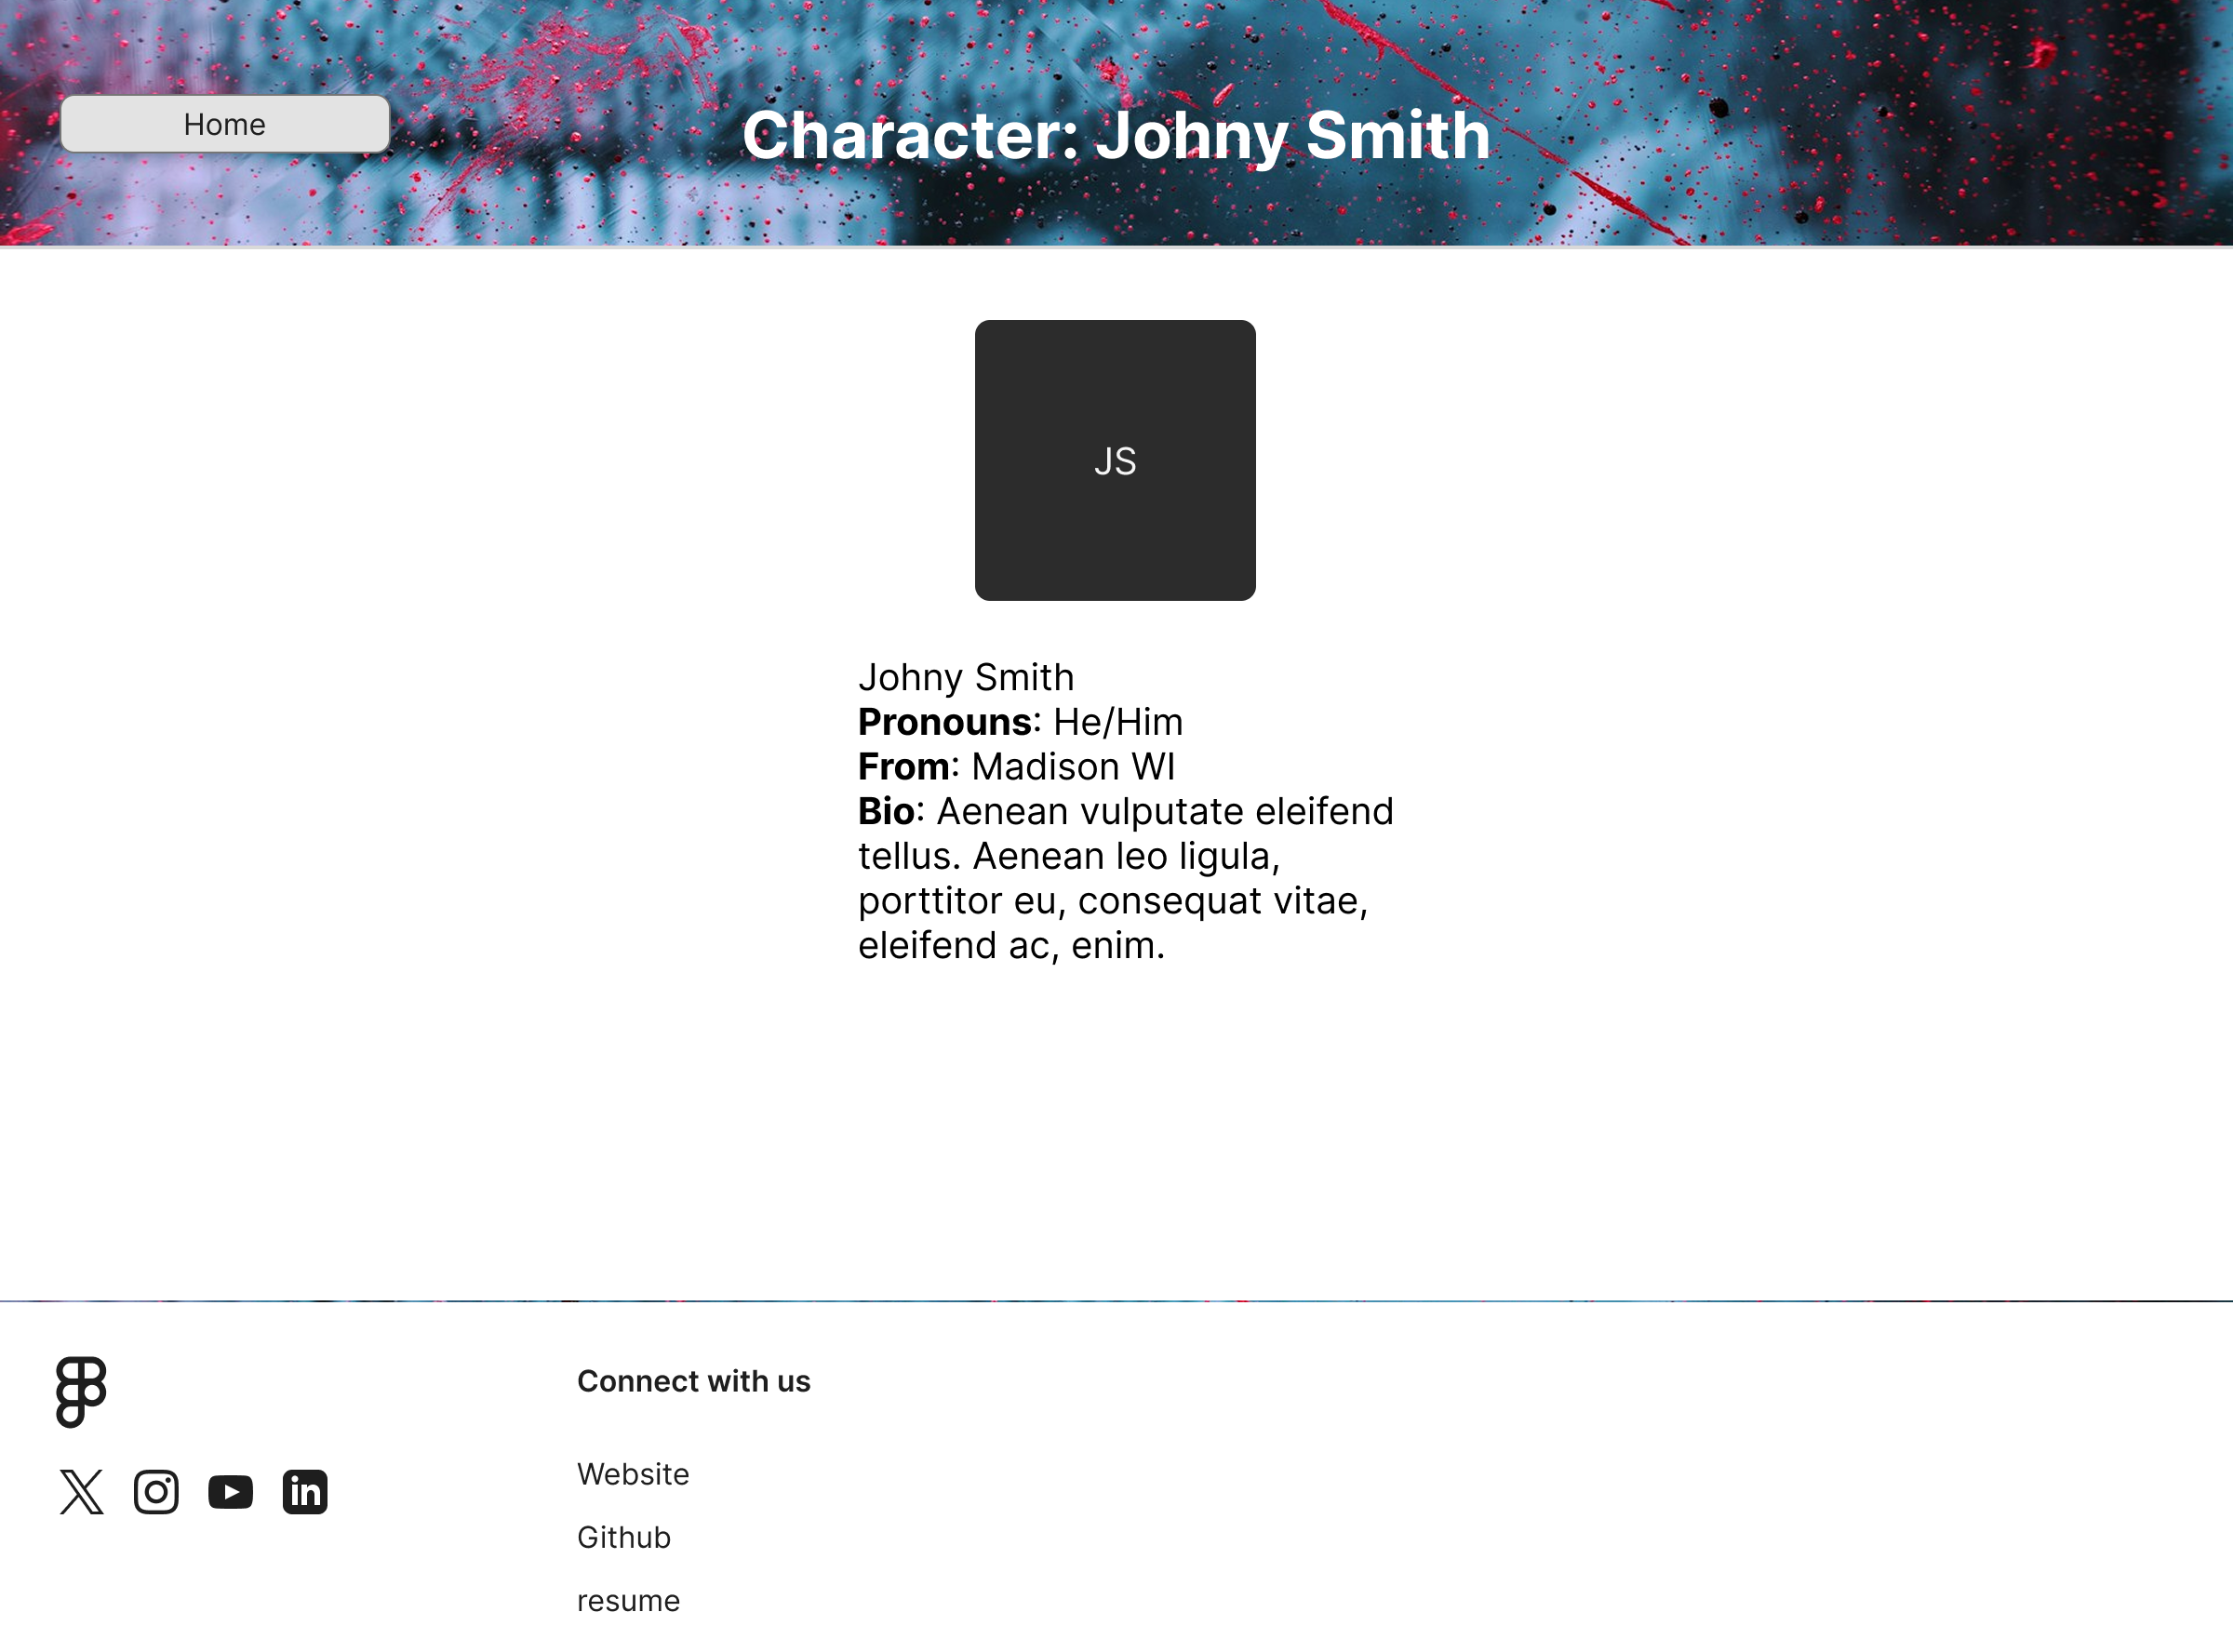 Home
Character: Johny Smith
JS
Johny Smith
Pronouns: He/Him
From: Madison WI
Bio: Aenean vulputate eleifend
tellus. Aenean leo ligula,
porttitor eu, consequat vitae,
eleifend ac, enim.
Connect with us
Website
Github
resume